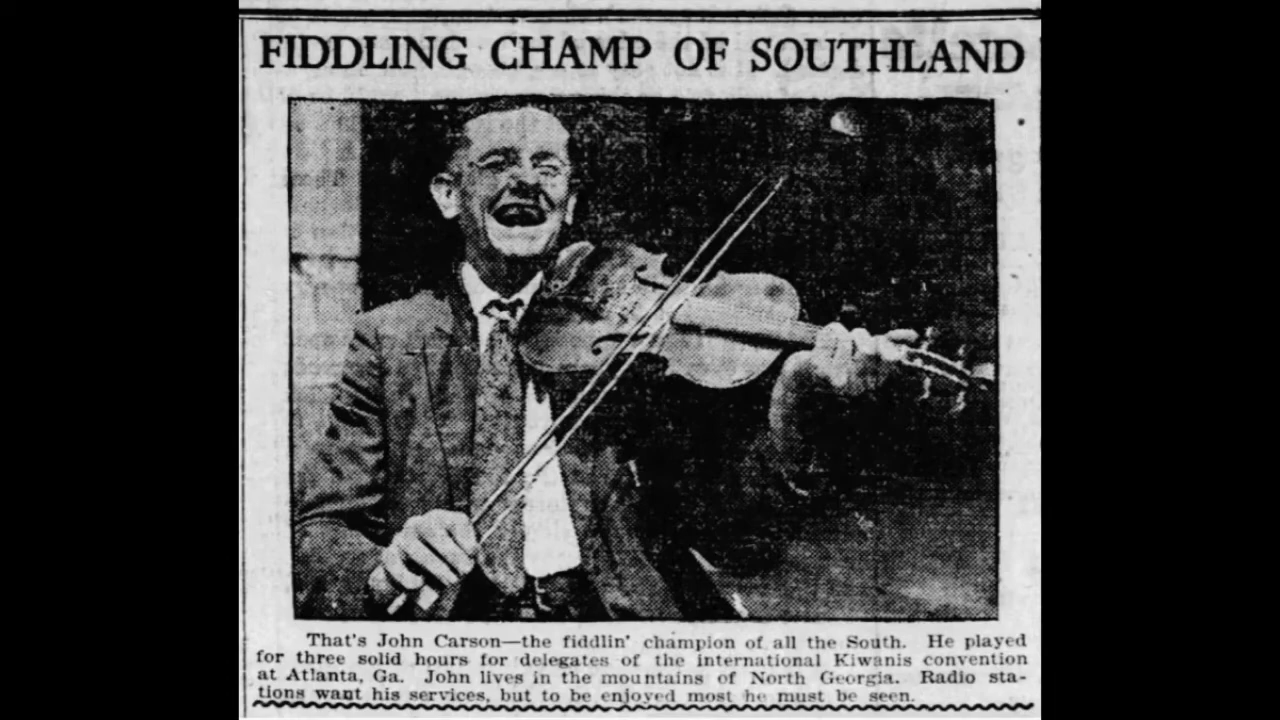 FIDDLING CHAMP OF SOUTHLAND
That's John Carson—the fiddlin' champion of all the South. He played
for three solid hours for delegates of the international Kiwanis convention
at Atlanta, Ga. John lives in the mountains of North Georgia. Radio sta-
tions want his services, but to be enjoyed most he must be seen.